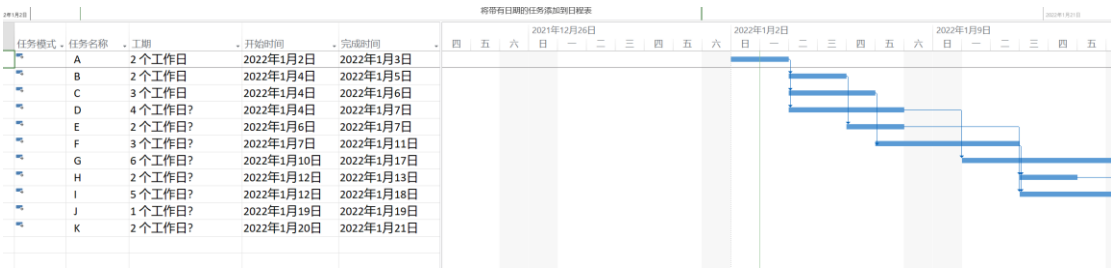 将带有日期的任务添加到日程表
2年1月2日
2022年1月21日
任务模式 任务名称 工期 开始时间 完成时间
2021年12月26日 2022年1月2日 2022年1月9日
四 五 六 日 一 二 三 四 五 六 日 一 二 三 四 五 六 日 一 二 三 四 五
A 2 个工作日 2022年1月2日 2022年1月3日
B 2 个工作日 2022年1月4日 2022年1月5日
C 3 个工作日 2022年1月4日 2022年1月6日
D 4 个工作日? 2022年1月4日 2022年1月7日
E 2 个工作日? 2022年1月6日 2022年1月7日
F 3 个工作日? 2022年1月7日 2022年1月11日
G 6 个工作日? 2022年1月10日 2022年1月17日
H 2 个工作日? 2022年1月12日 2022年1月13日
I 5 个工作日? 2022年1月12日 2022年1月18日
J 1 个工作日? 2022年1月19日 2022年1月19日
K 2 个工作日? 2022年1月20日 2022年1月21日